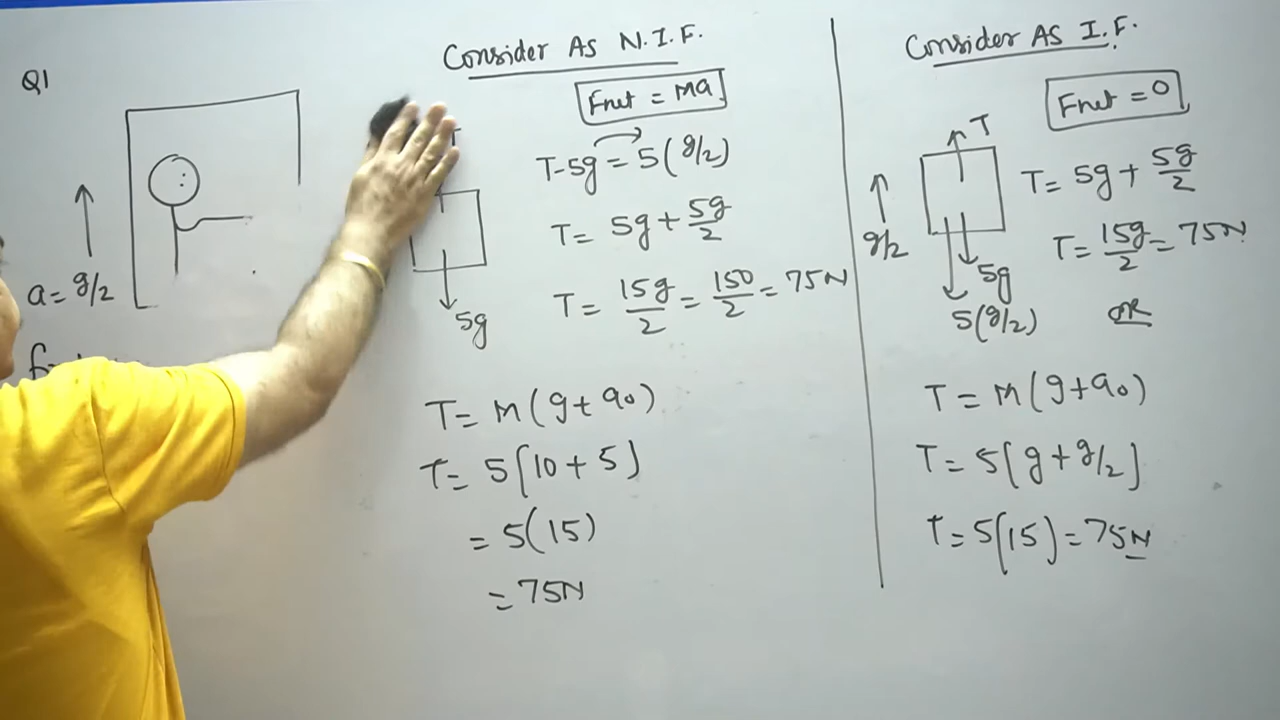 Q1
a = g/2
Consider As N.I.F.
Fnet = Ma
T
5g
T-5g = 5(g/2)
T = 5g + 5g/2
T = 15g/2 = 150/2 = 75N
T = M(g+a0)
T = 5[10+5]
= 5(15)
= 75N
Consider As I.F.
Fnet = 0
T
g/2
5g
5(g/2)
T = 5g + 5g/2
T = 15g/2 = 75N
OR
T = M(g+a0)
T = 5[g+g/2]
T = 5[15] = 75N